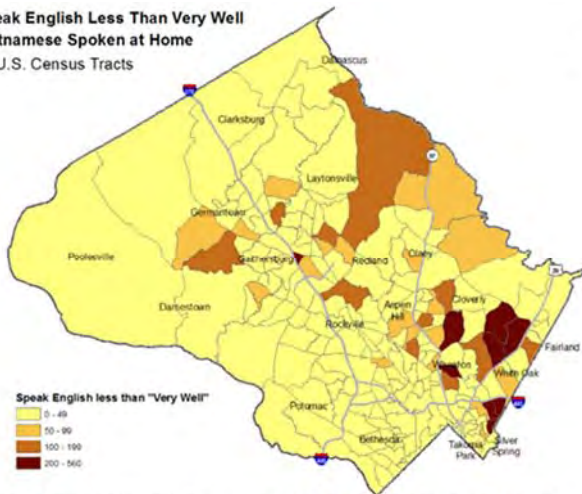 eak English Less Than Very Well
tnamese Spoken at Home
U.S. Census Tracts
Damascus
Clarksburg
Laytonsville
Germantown
Poolesville
Gaithersburg
Redland
Olney
Darnestown
Aspen
Hill
Cloverly
Rockville
Fairland
Wheaton
White Oak
Speak English less than "Very Well"
0 - 49
50 - 99
100 - 199
200 - 560
Potomac
Bethesda
Takoma
Park
Silver
Spring